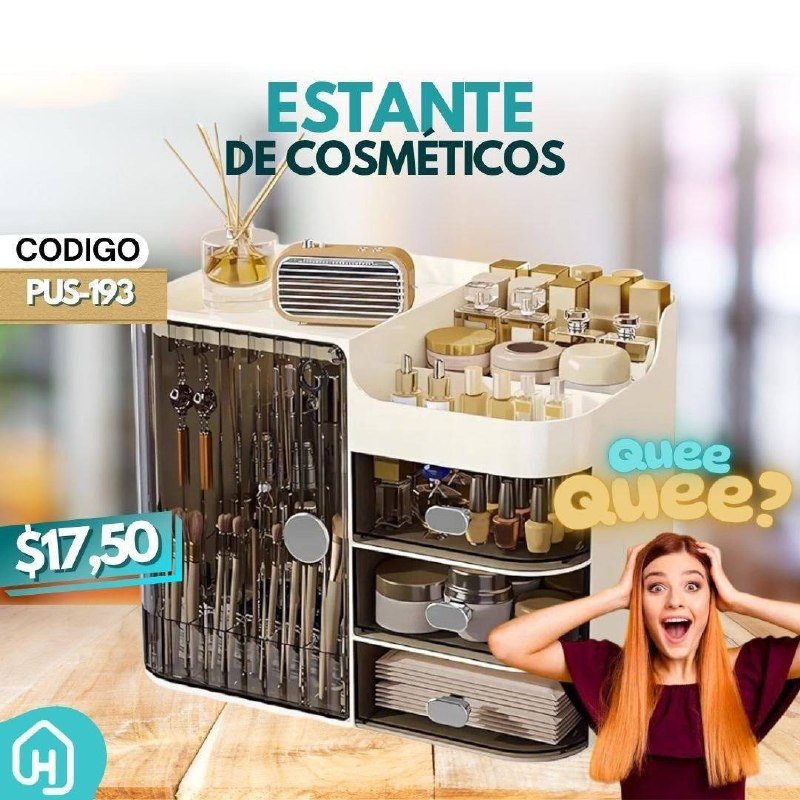 ESTANTE
DE COSMÉTICOS
CODIGO
PUS-193
Quee
Quee?
$17,50
H